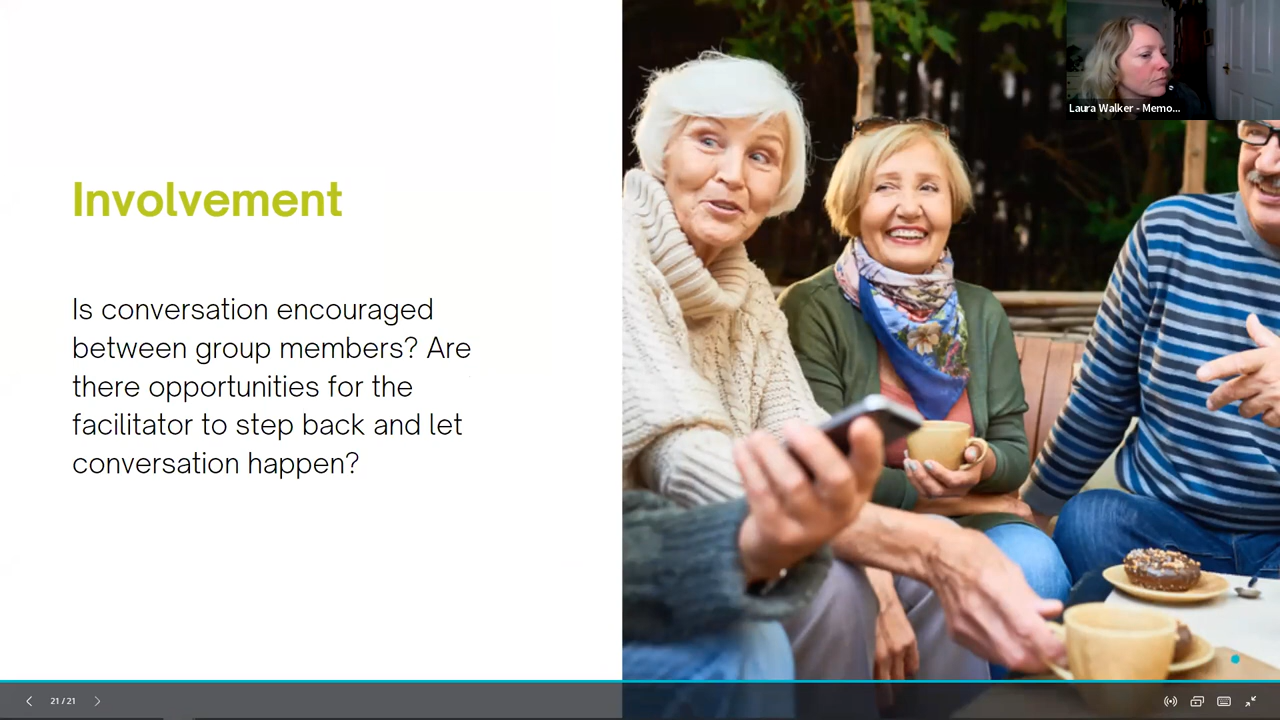 Involvement
Is conversation encouraged
between group members? Are
there opportunities for the
facilitator to step back and let
conversation happen?
Laura Walker - Memo...
21 / 21